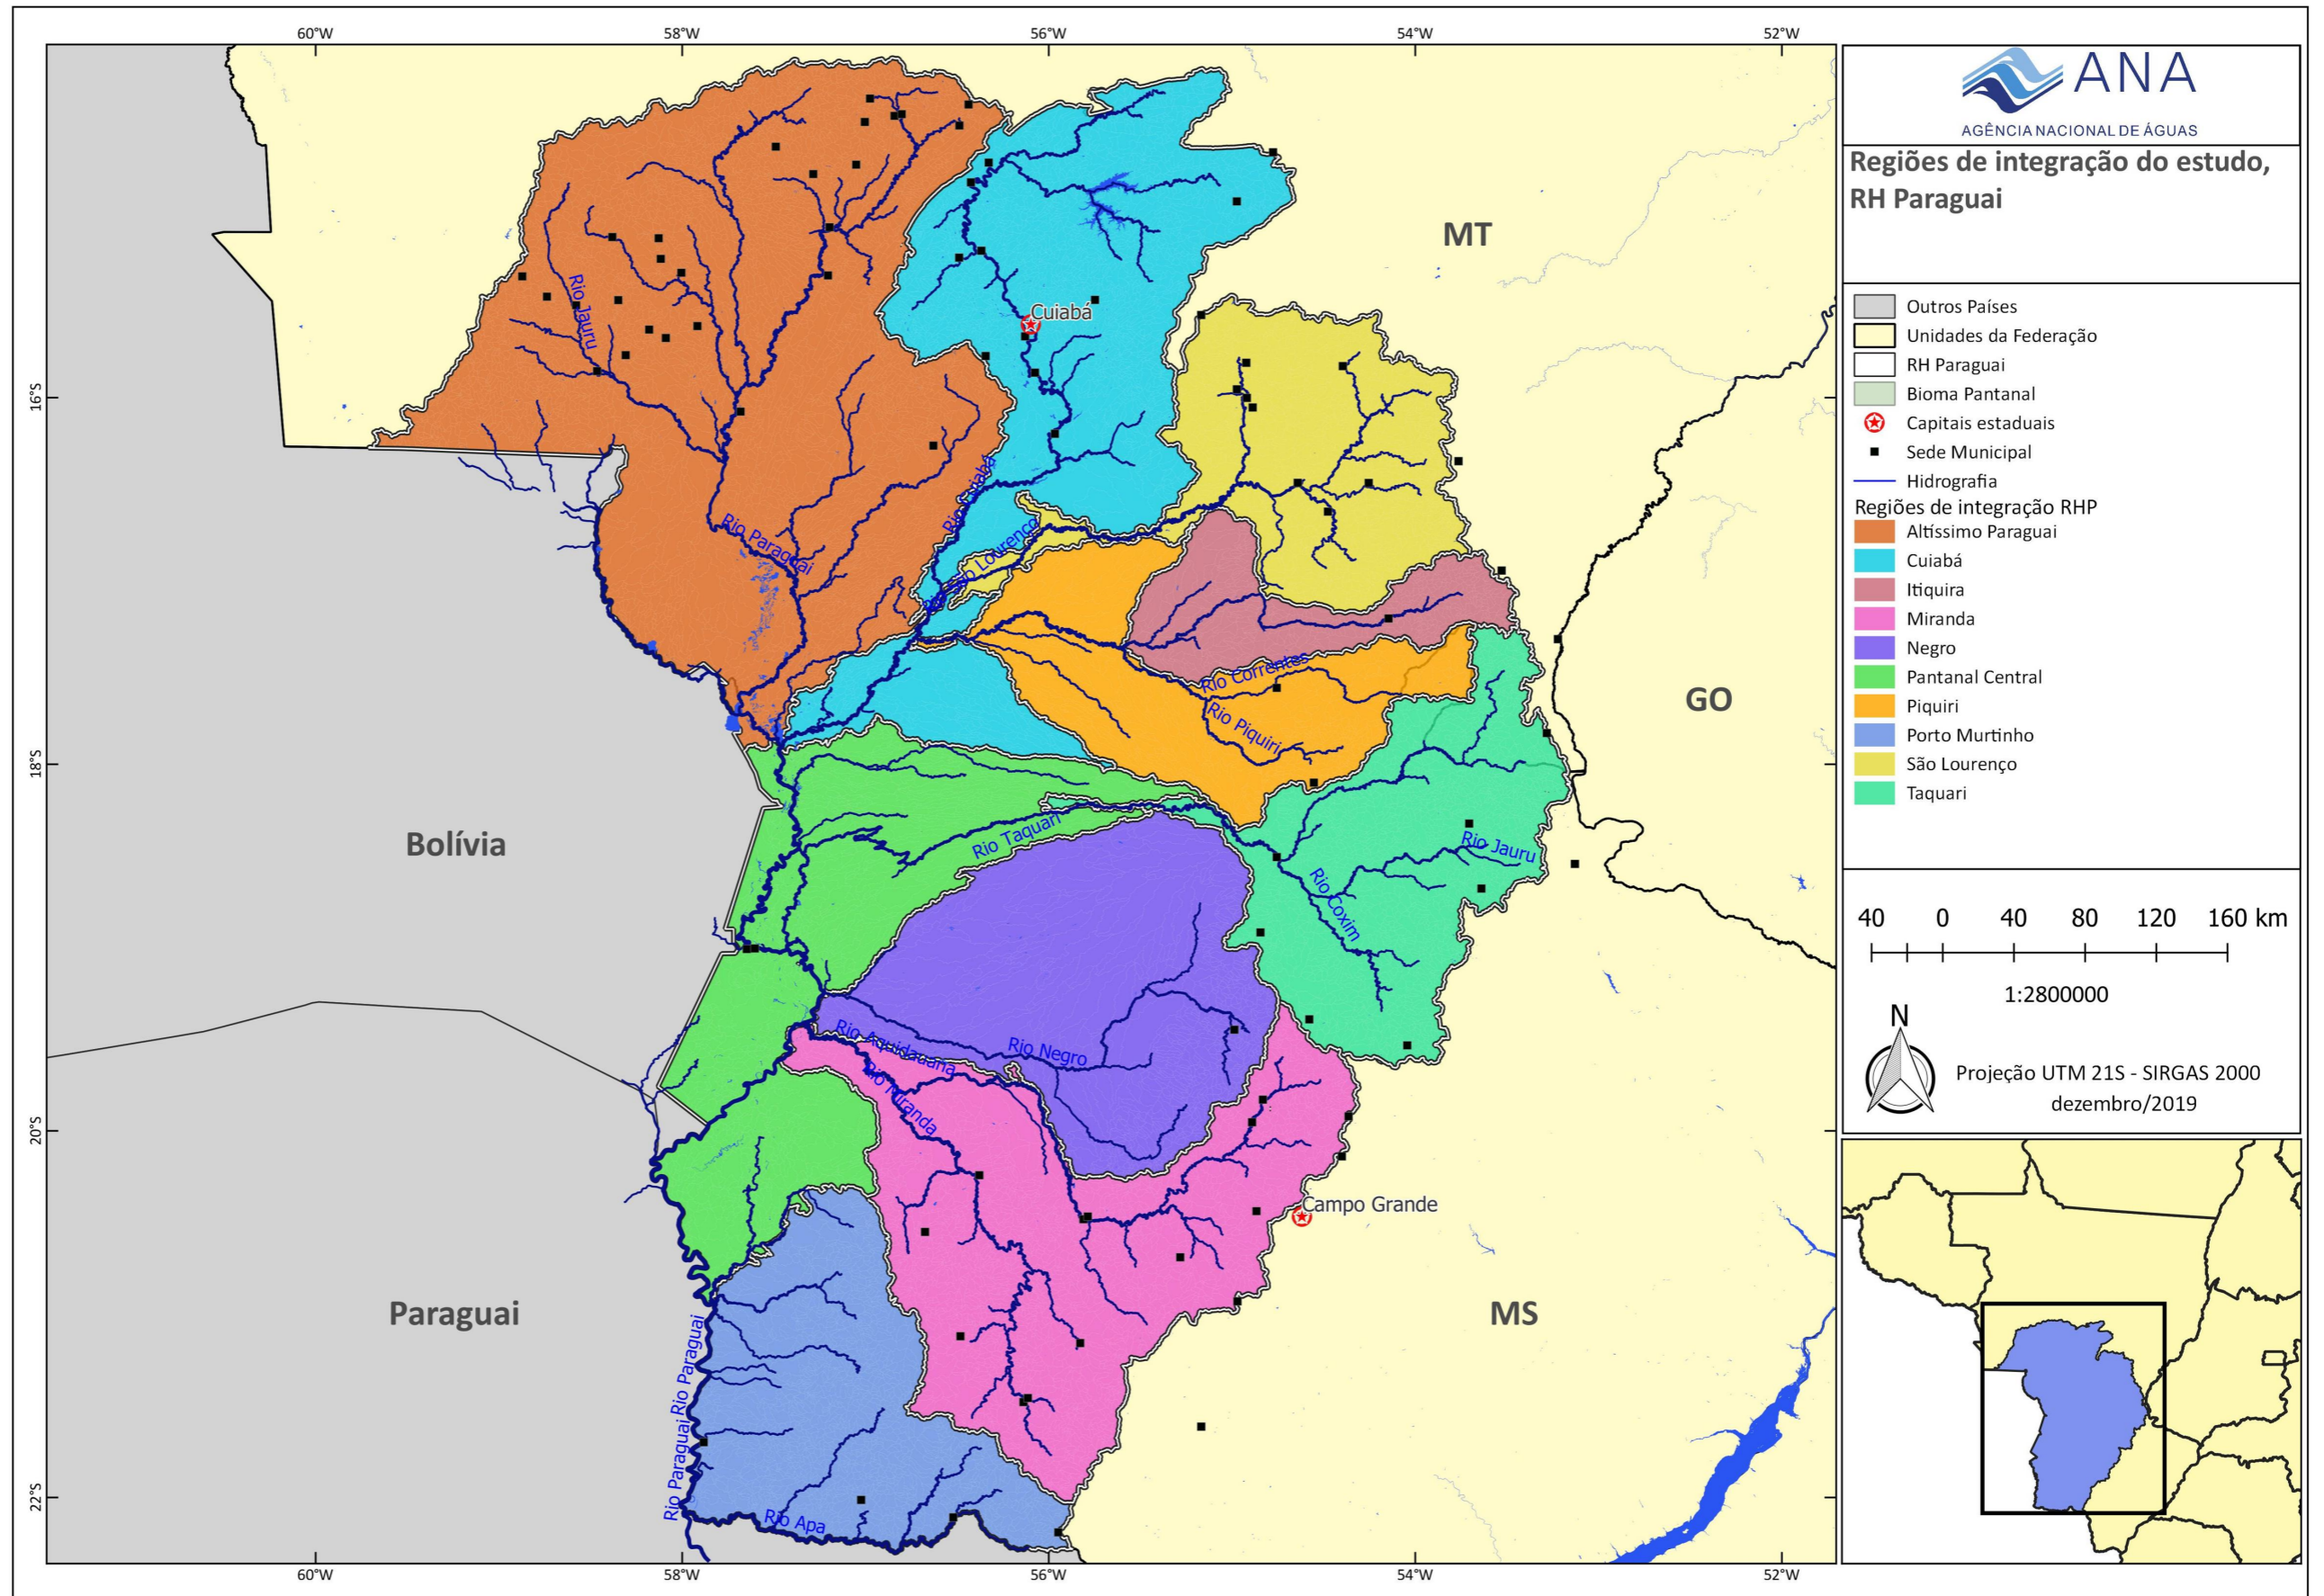 60°W
58°W
56°W
54°W
52°W
ANA
AGÊNCIA NACIONAL DE ÁGUAS
Regiões de integração do estudo,
RH Paraguai
MT
Cuiabá
Rio Jauru
16°S
Rio Cuiabá
Rio Paraguai
Rio São Lourenço
Rio Correntes
Rio Piquiri
GO
18°S
Bolívia
Rio Taquari
Rio Jauru
Rio Coxim
Rio Aquidauana
Rio Negro
Rio Miranda
20°S
Campo Grande
Paraguai
MS
Rio Paraguai
Rio Paraguai
22°S
Rio Apa
60°W
58°W
56°W
54°W
52°W
Outros Países
Unidades da Federação
RH Paraguai
Bioma Pantanal
Capitais estaduais
Sede Municipal
Hidrografia
Regiões de integração RHP
Altíssimo Paraguai
Cuiabá
Itiquira
Miranda
Negro
Pantanal Central
Piquiri
Porto Murtinho
São Lourenço
Taquari
40 0 40 80 120 160 km
1:2800000
N
Projeção UTM 21S - SIRGAS 2000
dezembro/2019